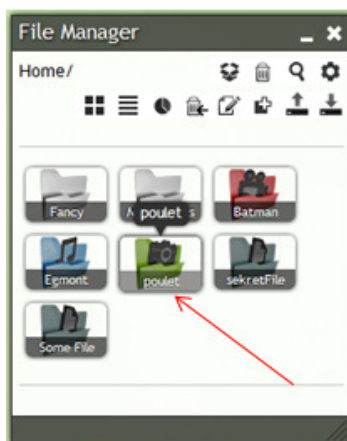 File Manager
Home/
Fancy
poulet
Batman
Egmont
poulet
sekretFile
Some File